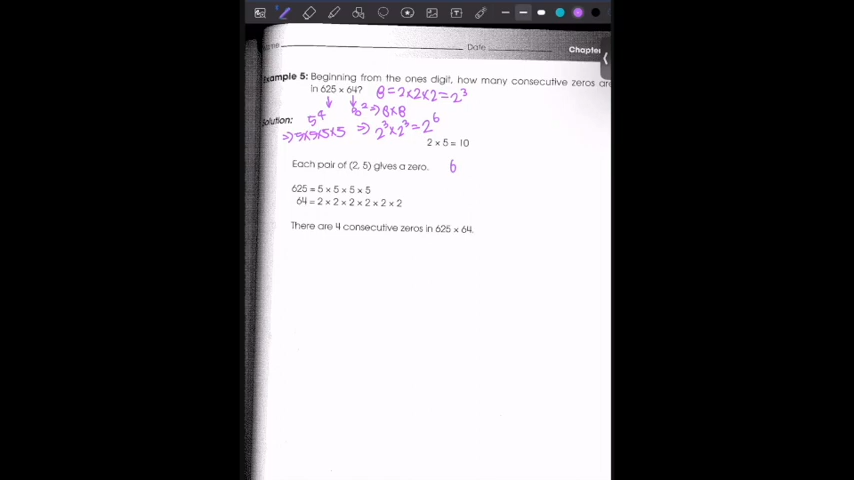 Name Date Chapter
Example 5: Beginning from the ones digit, how many consecutive zeros are
in 625 × 64? 8 = 2×2×2 = 2³
5⁴ 8² ⇒ 8×8
Solution:
⇒ 5×5×5×5 ⇒ 2³×2³ = 2⁶
2 × 5 = 10
Each pair of (2, 5) gives a zero. 6
625 = 5 × 5 × 5 × 5
64 = 2 × 2 × 2 × 2 × 2 × 2
There are 4 consecutive zeros in 625 × 64.